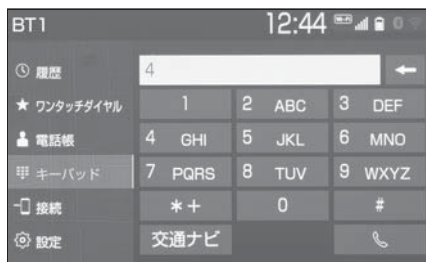 BT1 12:44 Wi-Fi
履歴 4
ワンタッチダイヤル 1 2 ABC 3 DEF
電話帳 4 GHI 5 JKL 6 MNO
キーパッド 7 PQRS 8 TUV 9 WXYZ
接続 *+ 0 #
設定 交通ナビ